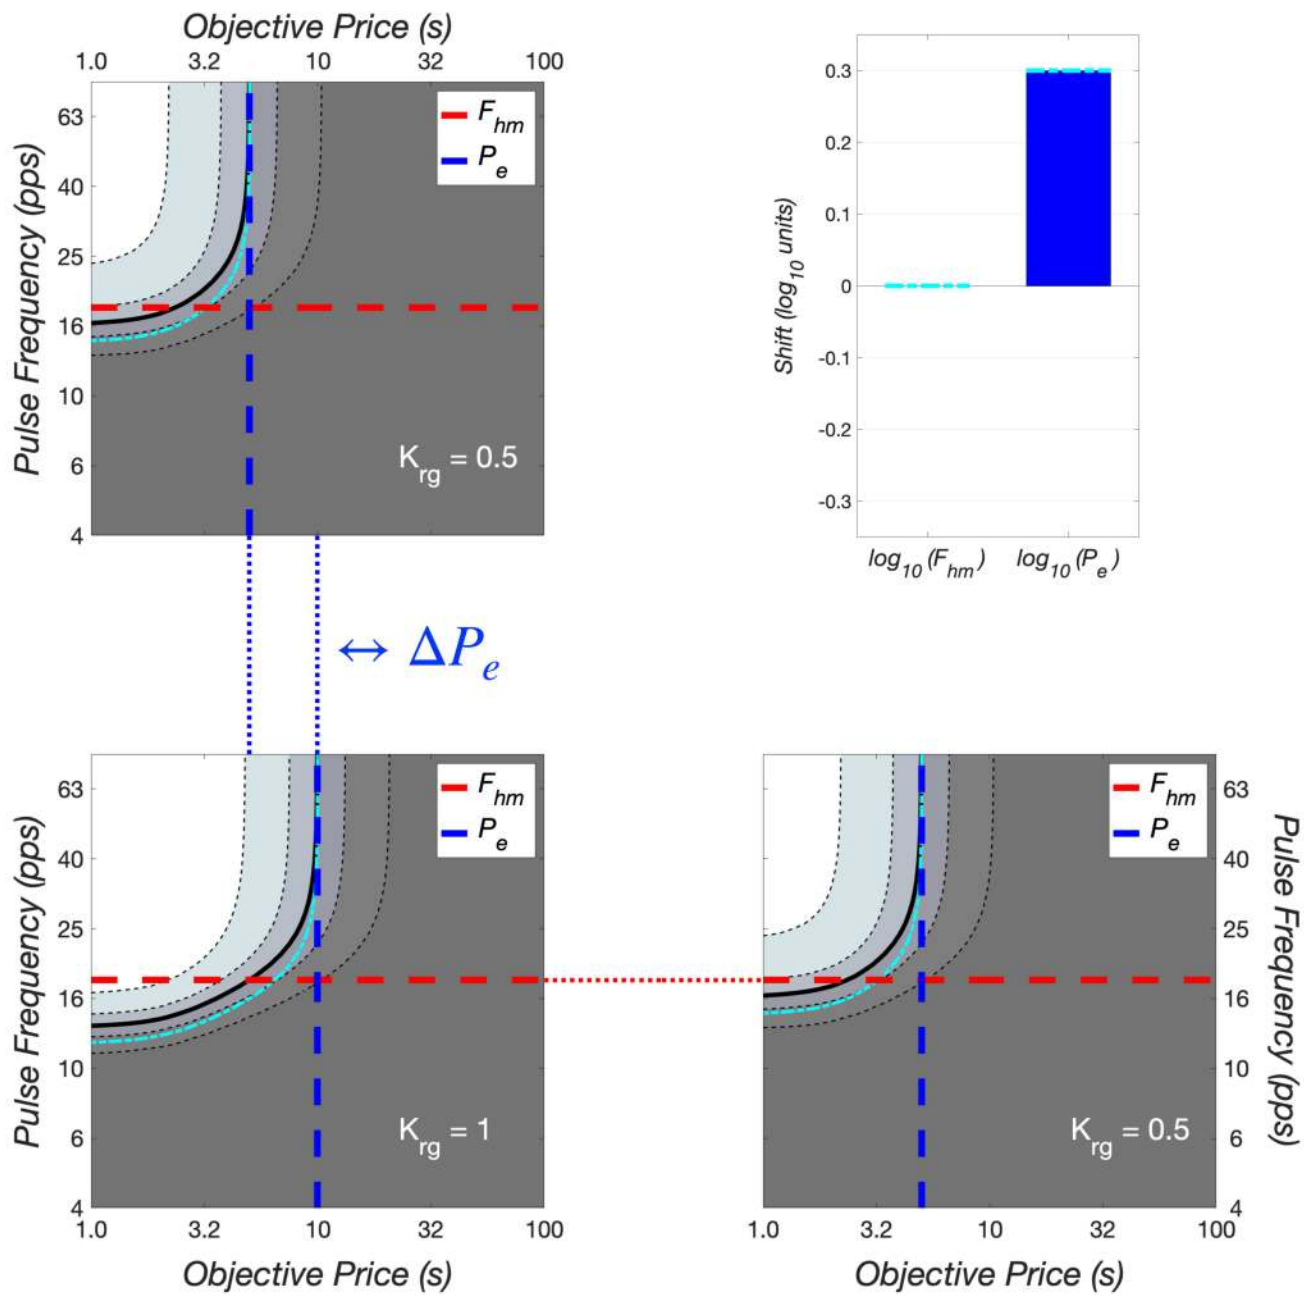 Objective Price (s)
1.0 3.2 10 32 100
Pulse Frequency (pps)
63
40
25
16
10
6
4
F_hm
P_e
K_rg = 0.5
Shift (log_10 units)
0.3
0.2
0.1
0
-0.1
-0.2
-0.3
log_10(F_hm) log_10(P_e)
↔ ΔP_e
Pulse Frequency (pps)
63
40
25
16
10
6
4
F_hm
P_e
K_rg = 1
1.0 3.2 10 32 100
Objective Price (s)
F_hm
P_e
K_rg = 0.5
63
40
25
16
10
6
4
Pulse Frequency (pps)
1.0 3.2 10 32 100
Objective Price (s)